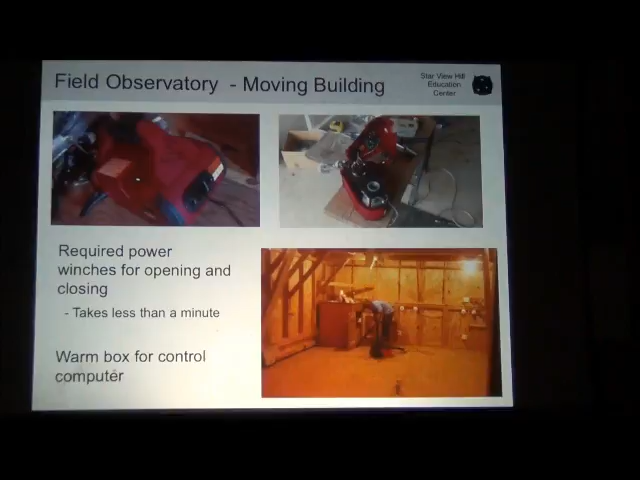 Field Observatory - Moving Building
Star View Hill
Education
Center
Required power
winches for opening and
closing
- Takes less than a minute
Warm box for control
computer